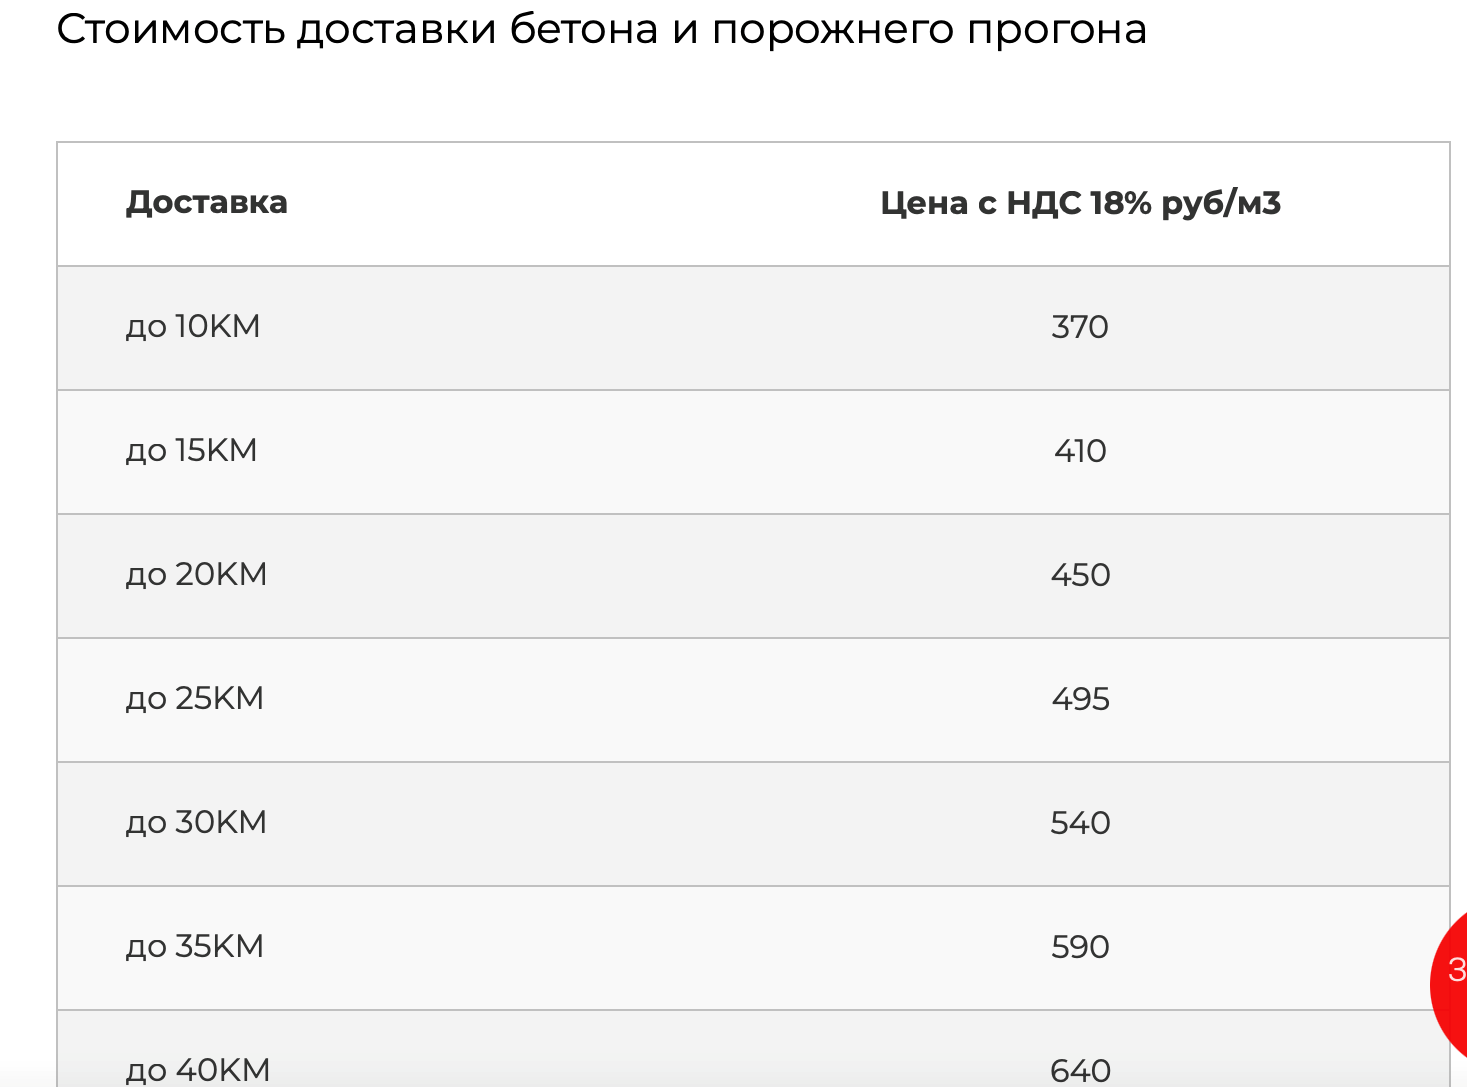 Стоимость доставки бетона и порожнего прогона
Доставка Цена с НДС 18% руб/м3
до 10КМ 370
до 15КМ 410
до 20КМ 450
до 25КМ 495
до 30КМ 540
до 35КМ 590
до 40КМ 640